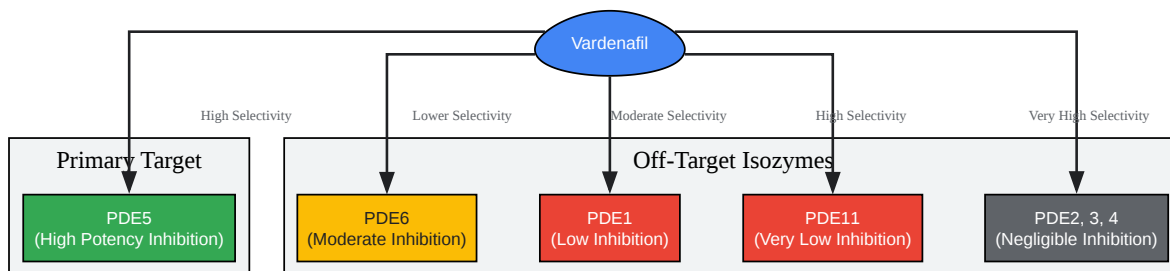 Vardenafil
High Selectivity
Lower Selectivity
Moderate Selectivity
High Selectivity
Very High Selectivity
Primary Target
Off-Target Isozymes
PDE5
(High Potency Inhibition)
PDE6
(Moderate Inhibition)
PDE1
(Low Inhibition)
PDE11
(Very Low Inhibition)
PDE2, 3, 4
(Negligible Inhibition)